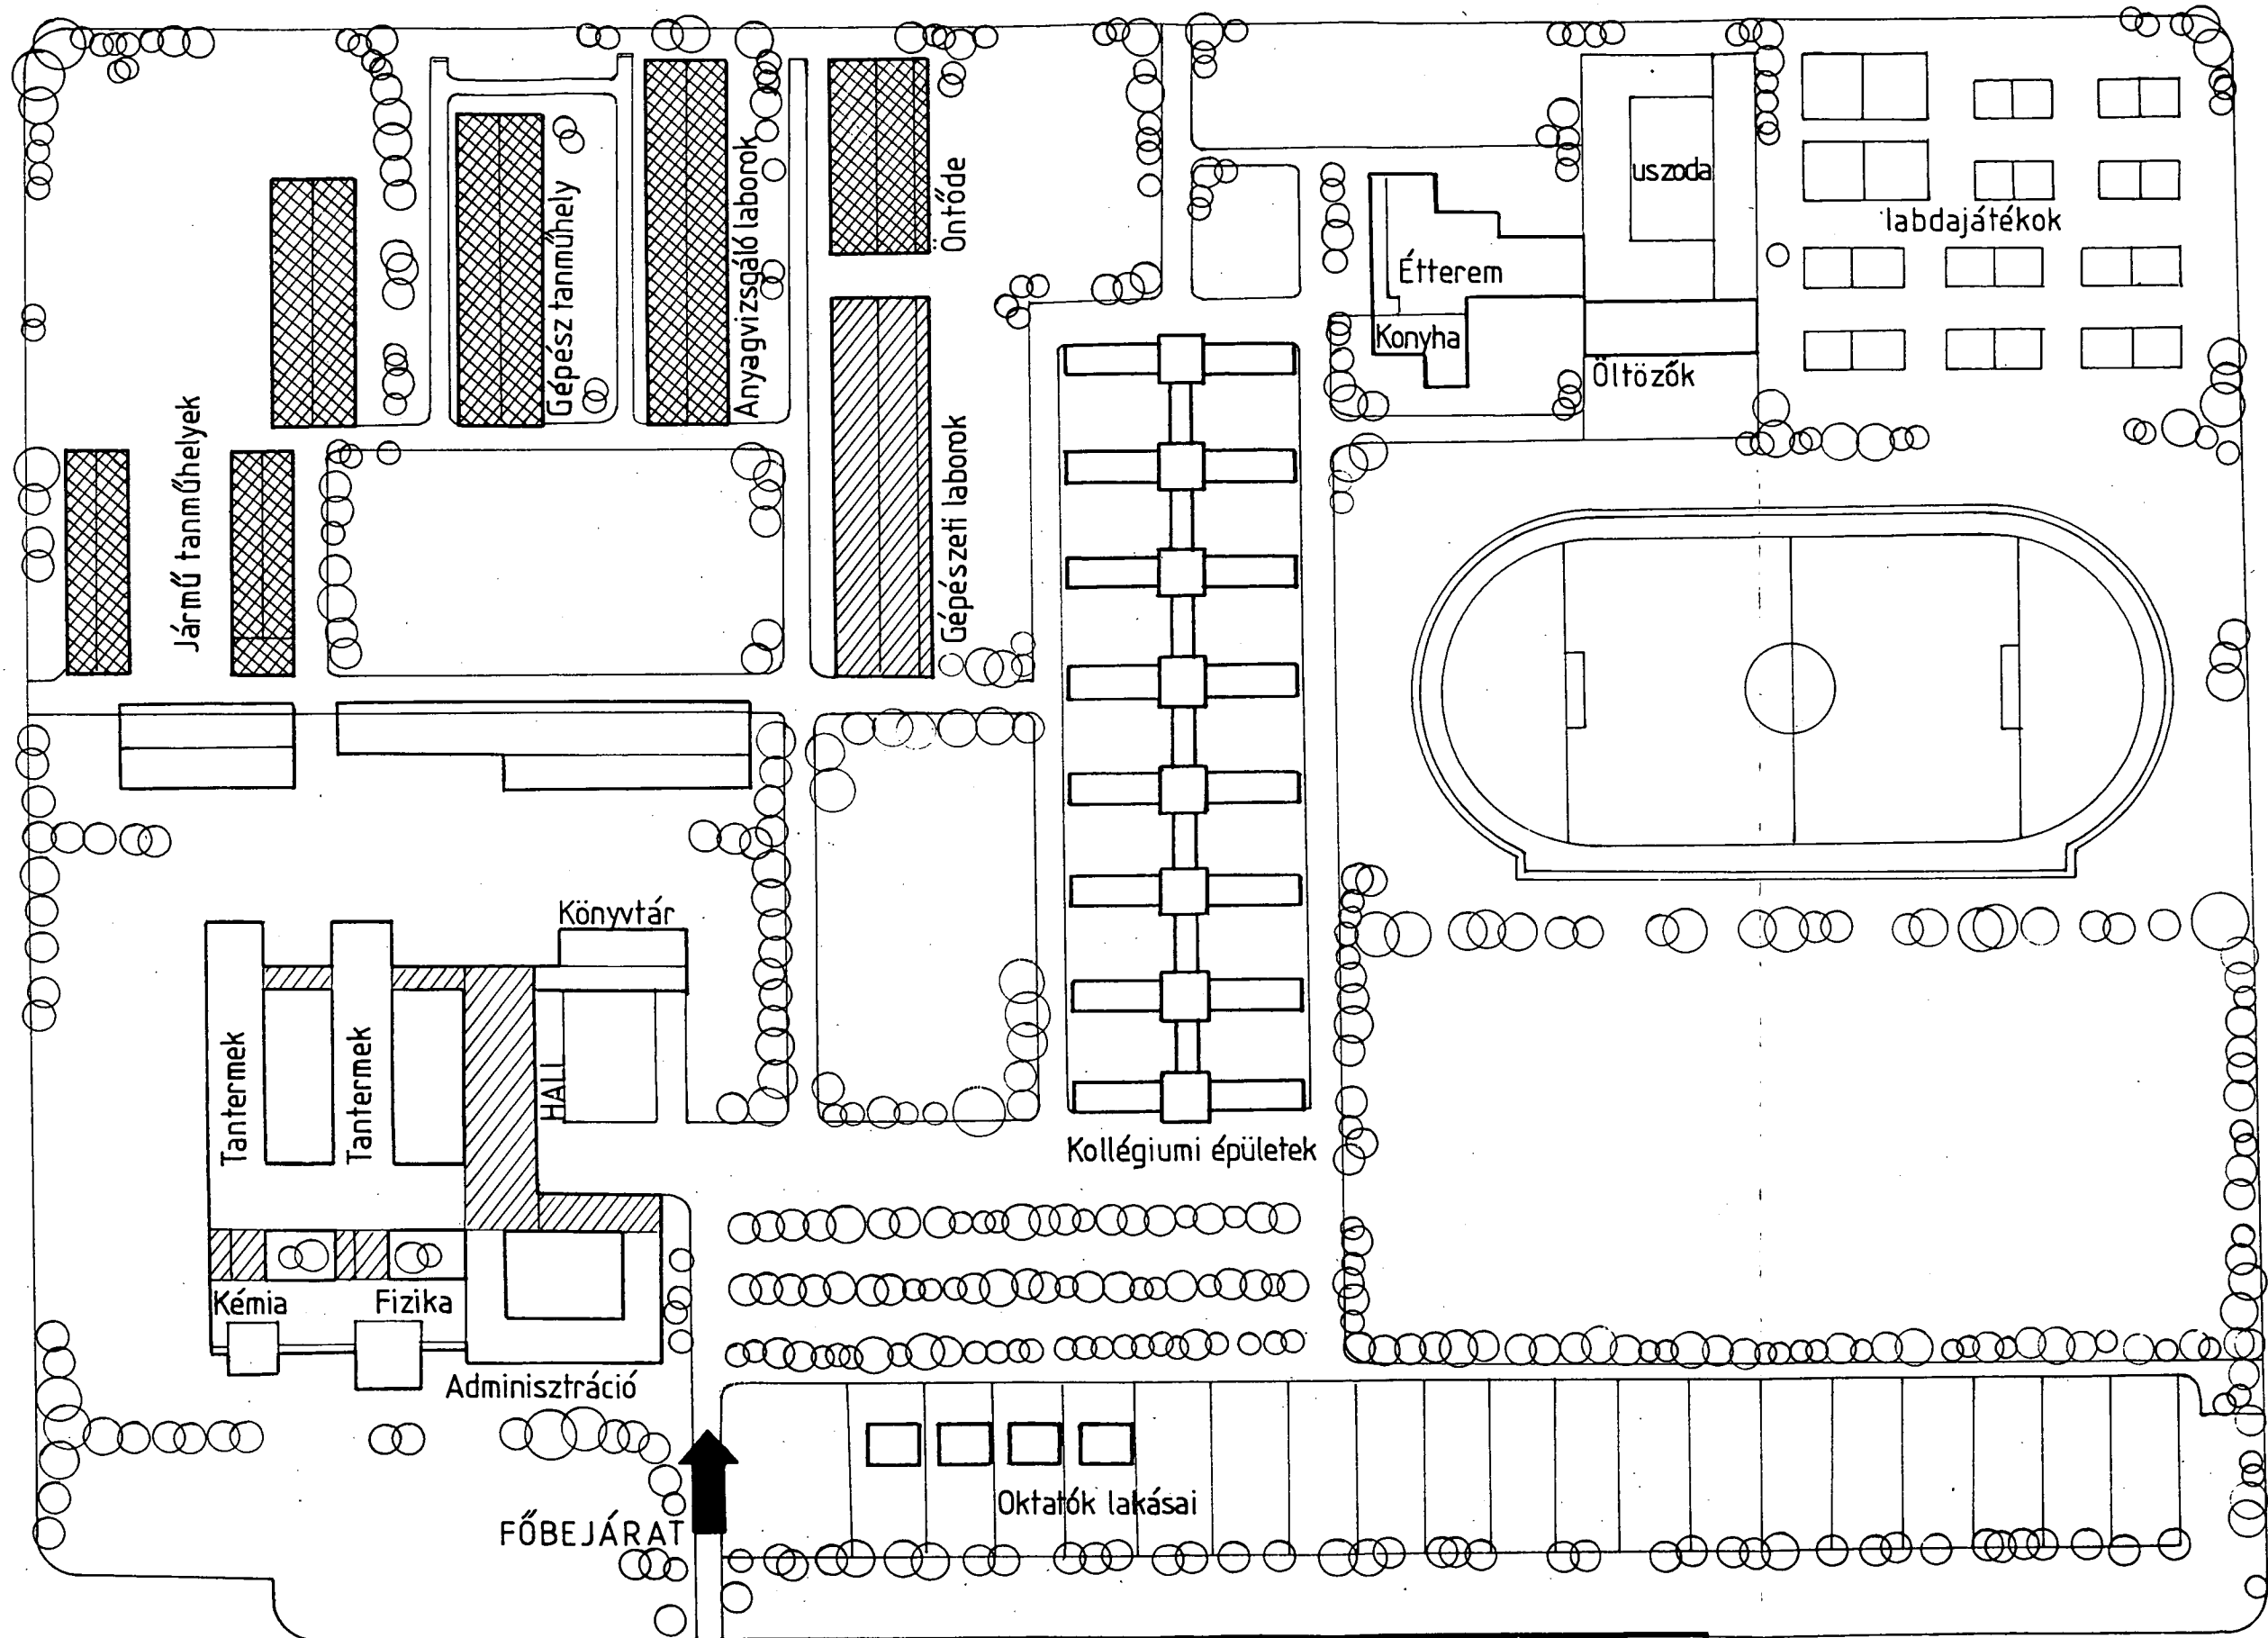 Öntőde
uszoda
Gépész tanműhely
Anyagvizsgáló laborok
labdajátékok
Étterem
Konyha
Öltözők
Jármű tanműhelyek
Gépészeti laborok
Könyvtár
Tantermek
Tantermek
HALL
Kollégiumi épületek
Kémia
Fizika
Adminisztráció
Oktatók lakásai
FŐBEJÁRAT